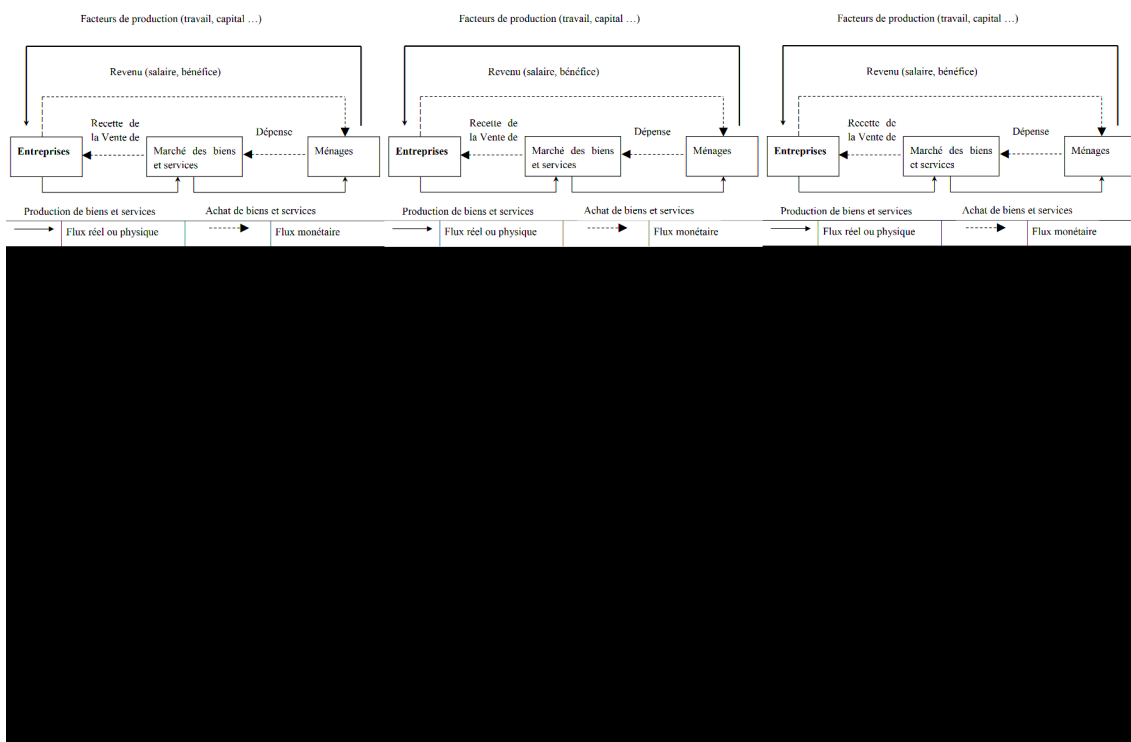 Facteurs de production (travail, capital …)
Revenu (salaire, bénéfice)
Recette de
la Vente de
Dépense
Entreprises
Marché des biens
et services
Ménages
Production de biens et services
Achat de biens et services
Flux réel ou physique
Flux monétaire
Facteurs de production (travail, capital …)
Revenu (salaire, bénéfice)
Recette de
la Vente de
Dépense
Entreprises
Marché des biens
et services
Ménages
Production de biens et services
Achat de biens et services
Flux réel ou physique
Flux monétaire
Facteurs de production (travail, capital …)
Revenu (salaire, bénéfice)
Recette de
la Vente de
Dépense
Entreprises
Marché des biens
et services
Ménages
Production de biens et services
Achat de biens et services
Flux réel ou physique
Flux monétaire